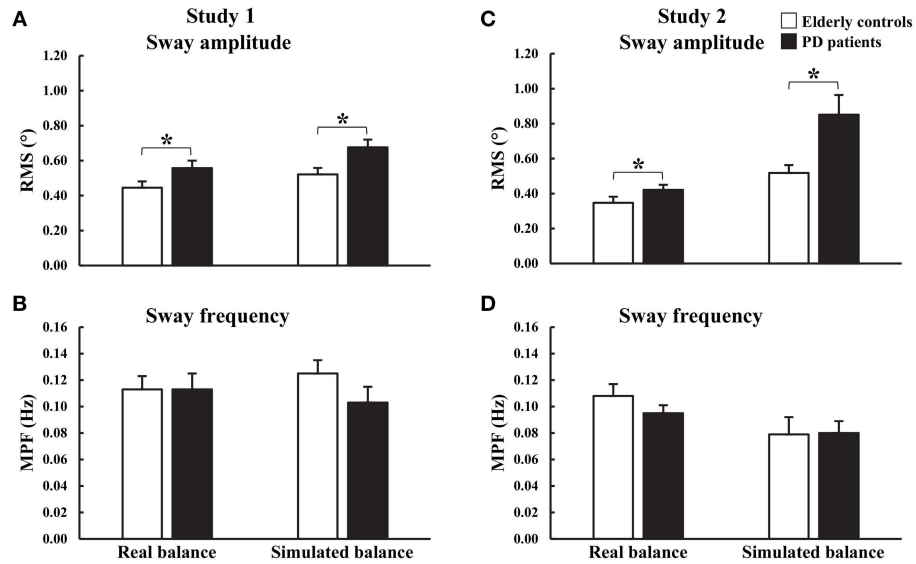 A
Study 1
Sway amplitude
RMS (°)
1.20
1.00
0.80
0.60
0.40
0.20
0.00
*
*
C
Study 2
Sway amplitude
Elderly controls
PD patients
RMS (°)
1.20
1.00
0.80
0.60
0.40
0.20
0.00
*
*
B
Sway frequency
MPF (Hz)
0.16
0.14
0.12
0.10
0.08
0.06
0.04
0.02
0.00
Real balance
Simulated balance
D
Sway frequency
MPF (Hz)
0.16
0.14
0.12
0.10
0.08
0.06
0.04
0.02
0.00
Real balance
Simulated balance